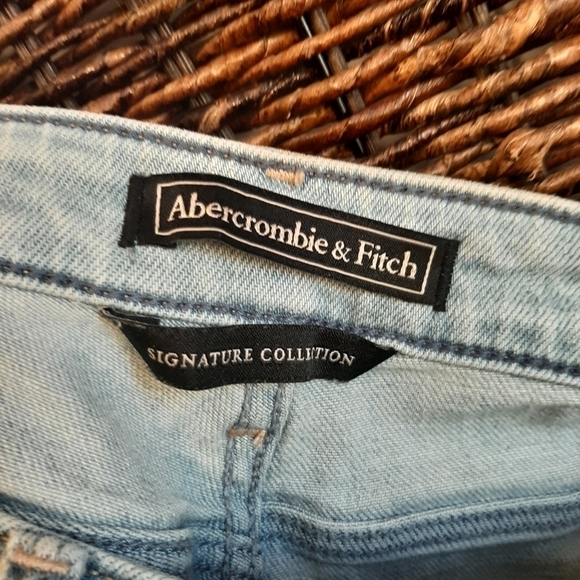 Abercrombie & Fitch
SIGNATURE COLLECTION